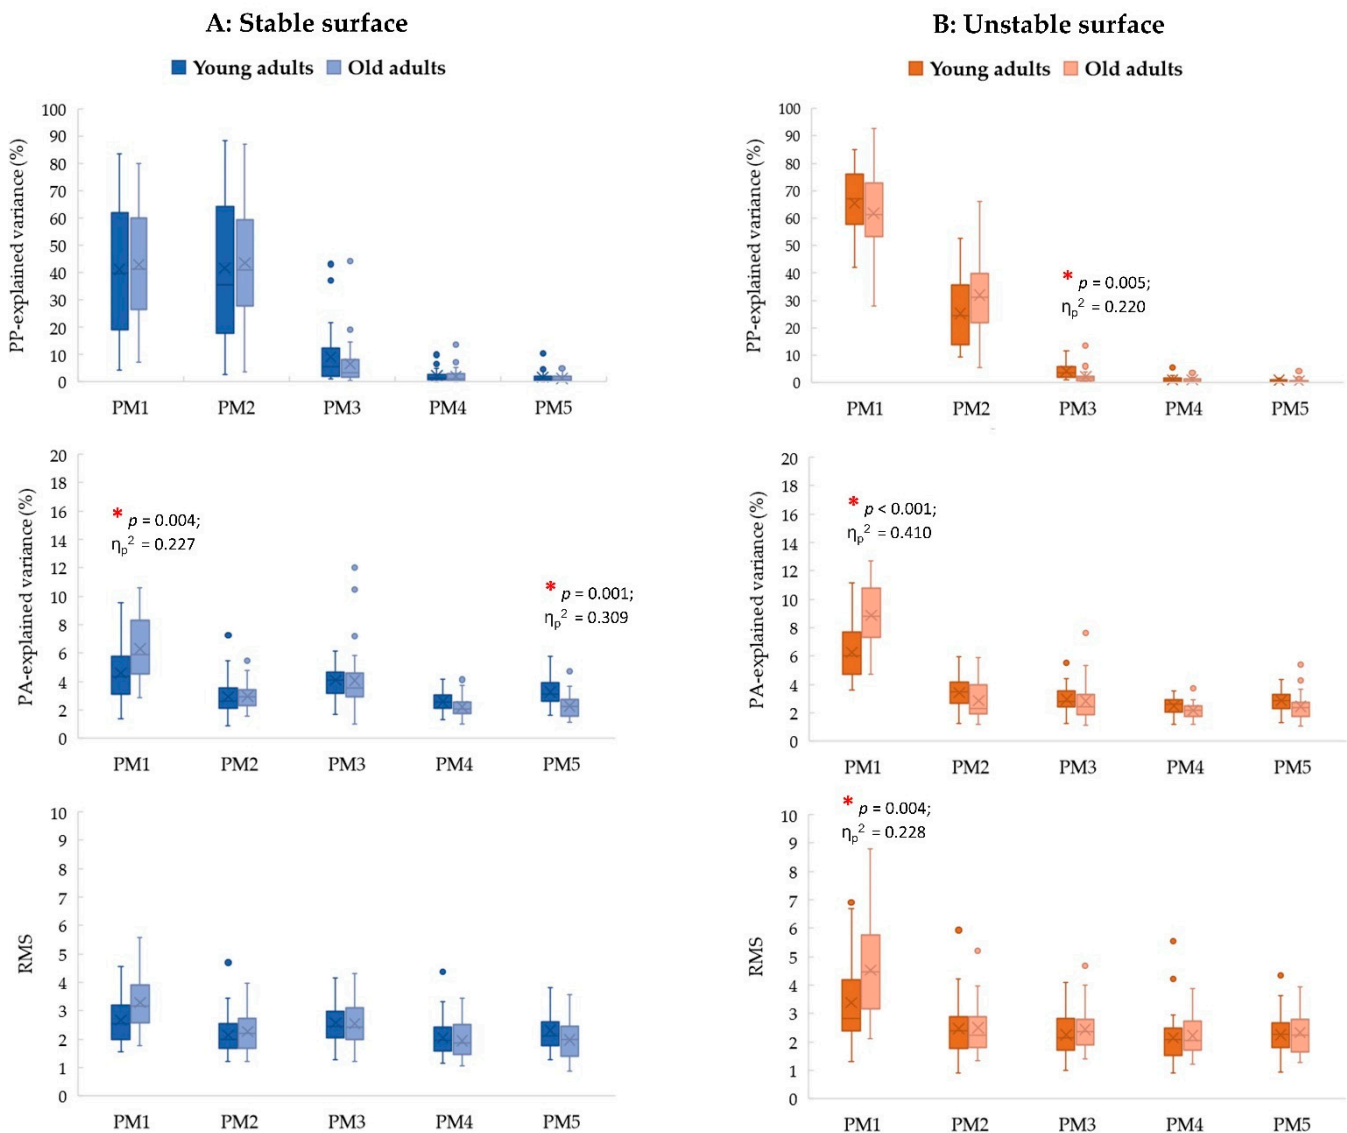 A: Stable surface
Young adults Old adults
PP-explained variance (%)
100
90
80
70
60
50
40
30
20
10
0
PM1 PM2 PM3 PM4 PM5
PA-explained variance (%)
20
18
16
14
12
10
8
6
4
2
0
* p = 0.004;
ηp² = 0.227
* p = 0.001;
ηp² = 0.309
PM1 PM2 PM3 PM4 PM5
RMS
10
9
8
7
6
5
4
3
2
1
0
PM1 PM2 PM3 PM4 PM5
B: Unstable surface
Young adults Old adults
PP-explained variance (%)
100
90
80
70
60
50
40
30
20
10
0
* p = 0.005;
ηp² = 0.220
PM1 PM2 PM3 PM4 PM5
PA-explained variance (%)
20
18
16
14
12
10
8
6
4
2
0
* p < 0.001;
ηp² = 0.410
PM1 PM2 PM3 PM4 PM5
RMS
* p = 0.004;
ηp² = 0.228
10
9
8
7
6
5
4
3
2
1
0
PM1 PM2 PM3 PM4 PM5